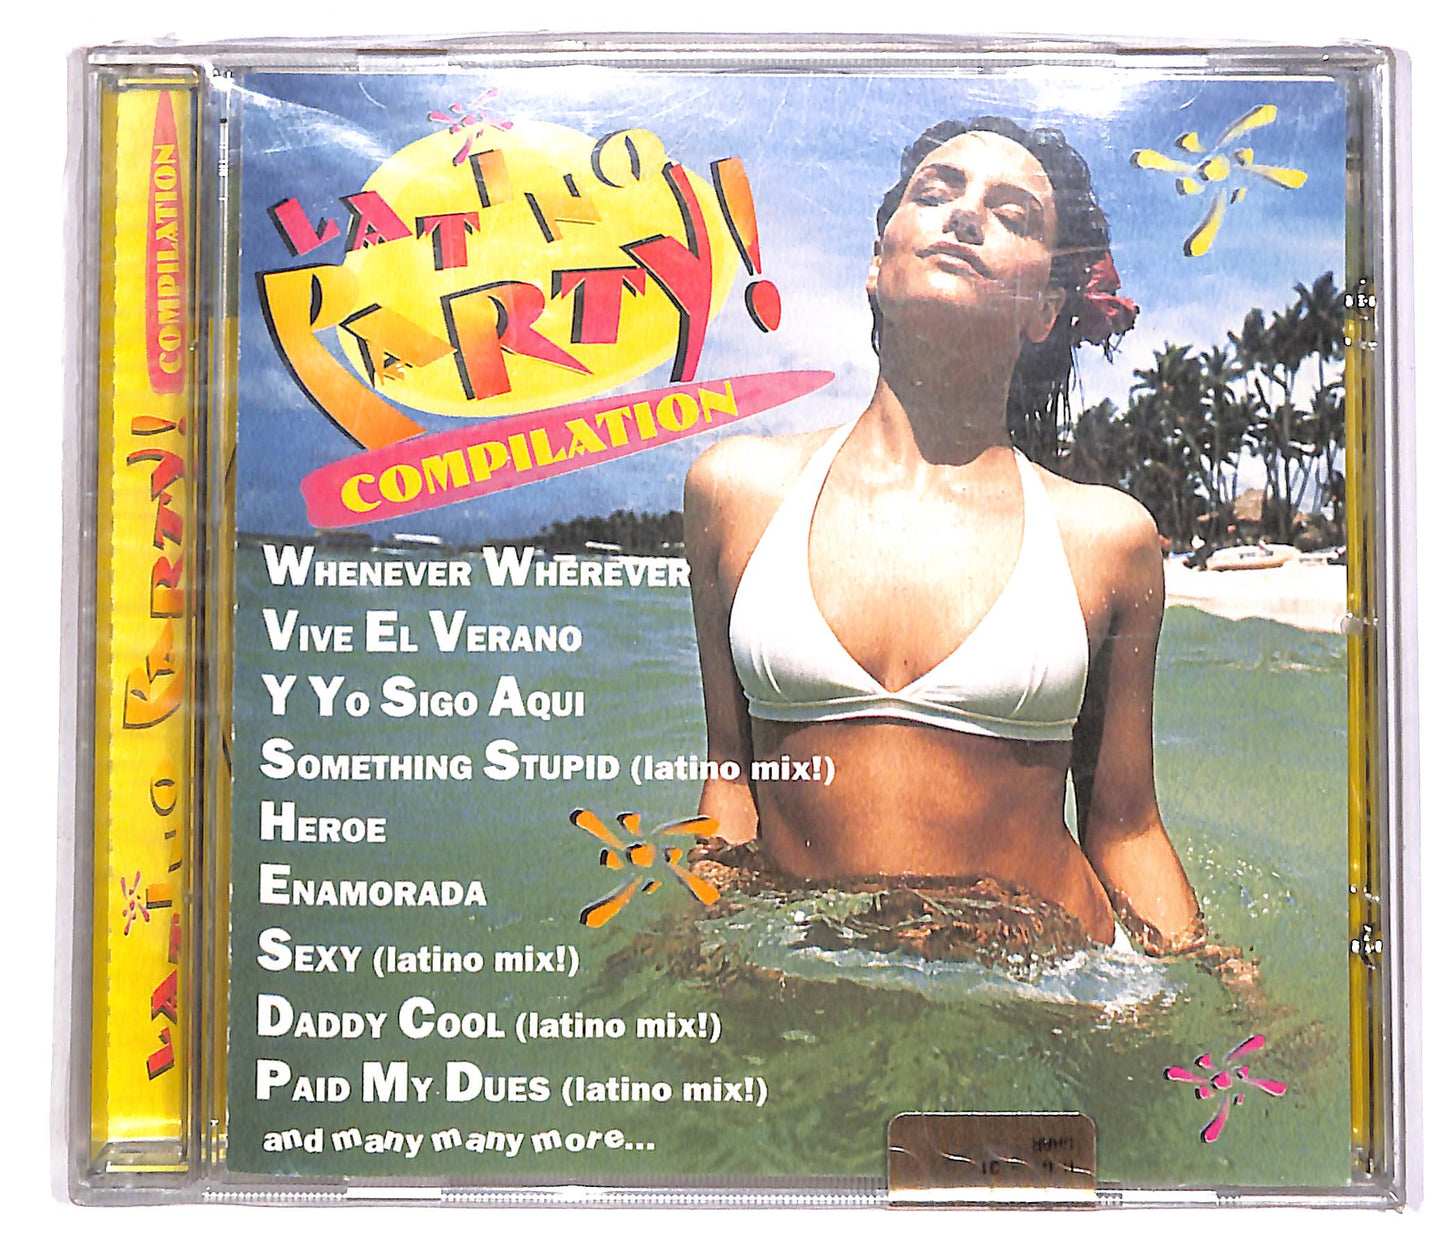 LATINO
PARTY!
COMPILATION
WHENEVER WHEREVER
VIVE EL VERANO
Y YO SIGO AQUI
SOMETHING STUPID (latino mix!)
HEROE
ENAMORADA
SEXY (latino mix!)
DADDY COOL (latino mix!)
PAID MY DUES (latino mix!)
and many many more...
LATINO PARTY! COMPILATION